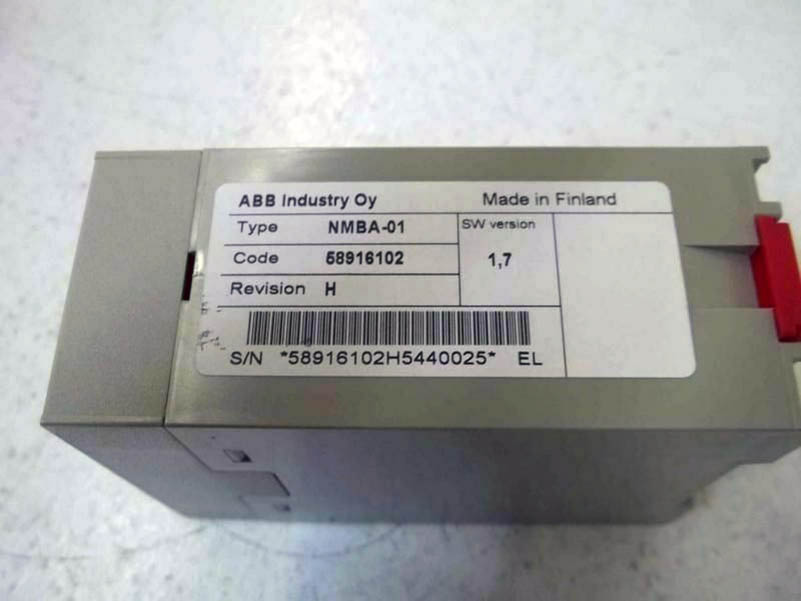 ABB Industry Oy Made in Finland
Type NMBA-01 SW version
Code 58916102 1,7
Revision H
S/N *58916102H5440025* EL